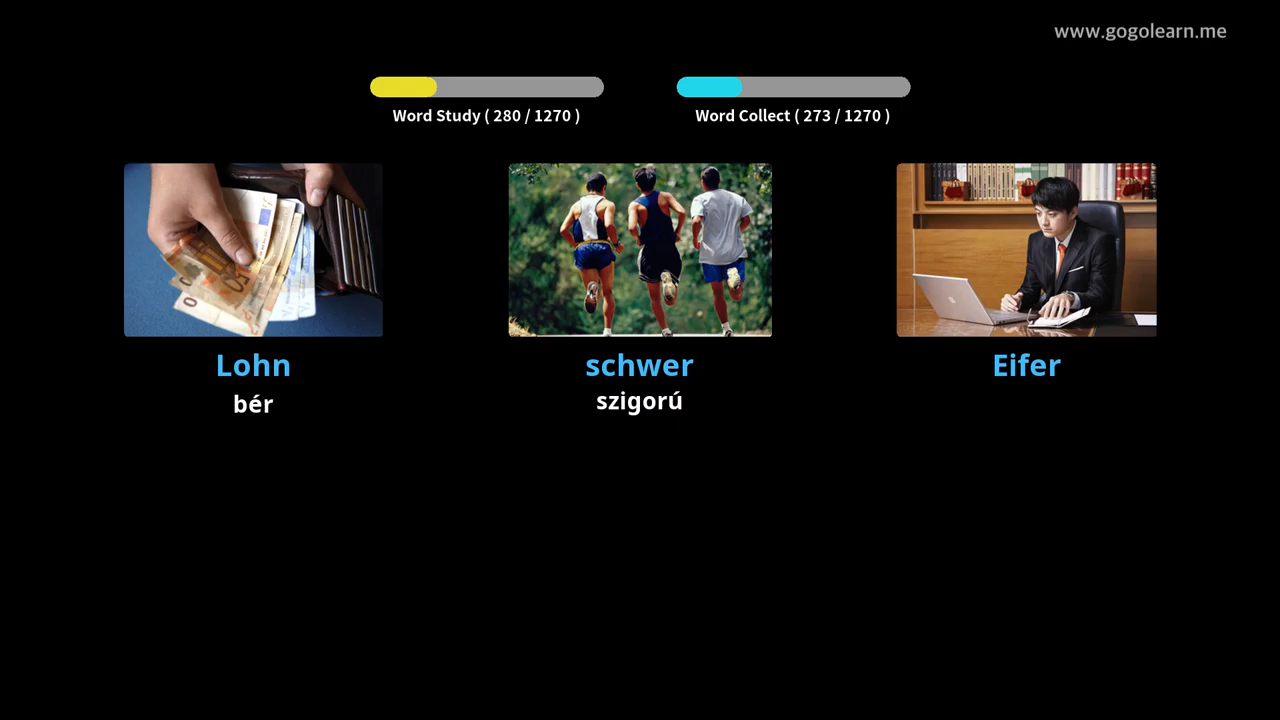 www.gogolearn.me
Word Study ( 280 / 1270 )
Word Collect ( 273 / 1270 )
Lohn
bér
schwer
szigorú
Eifer